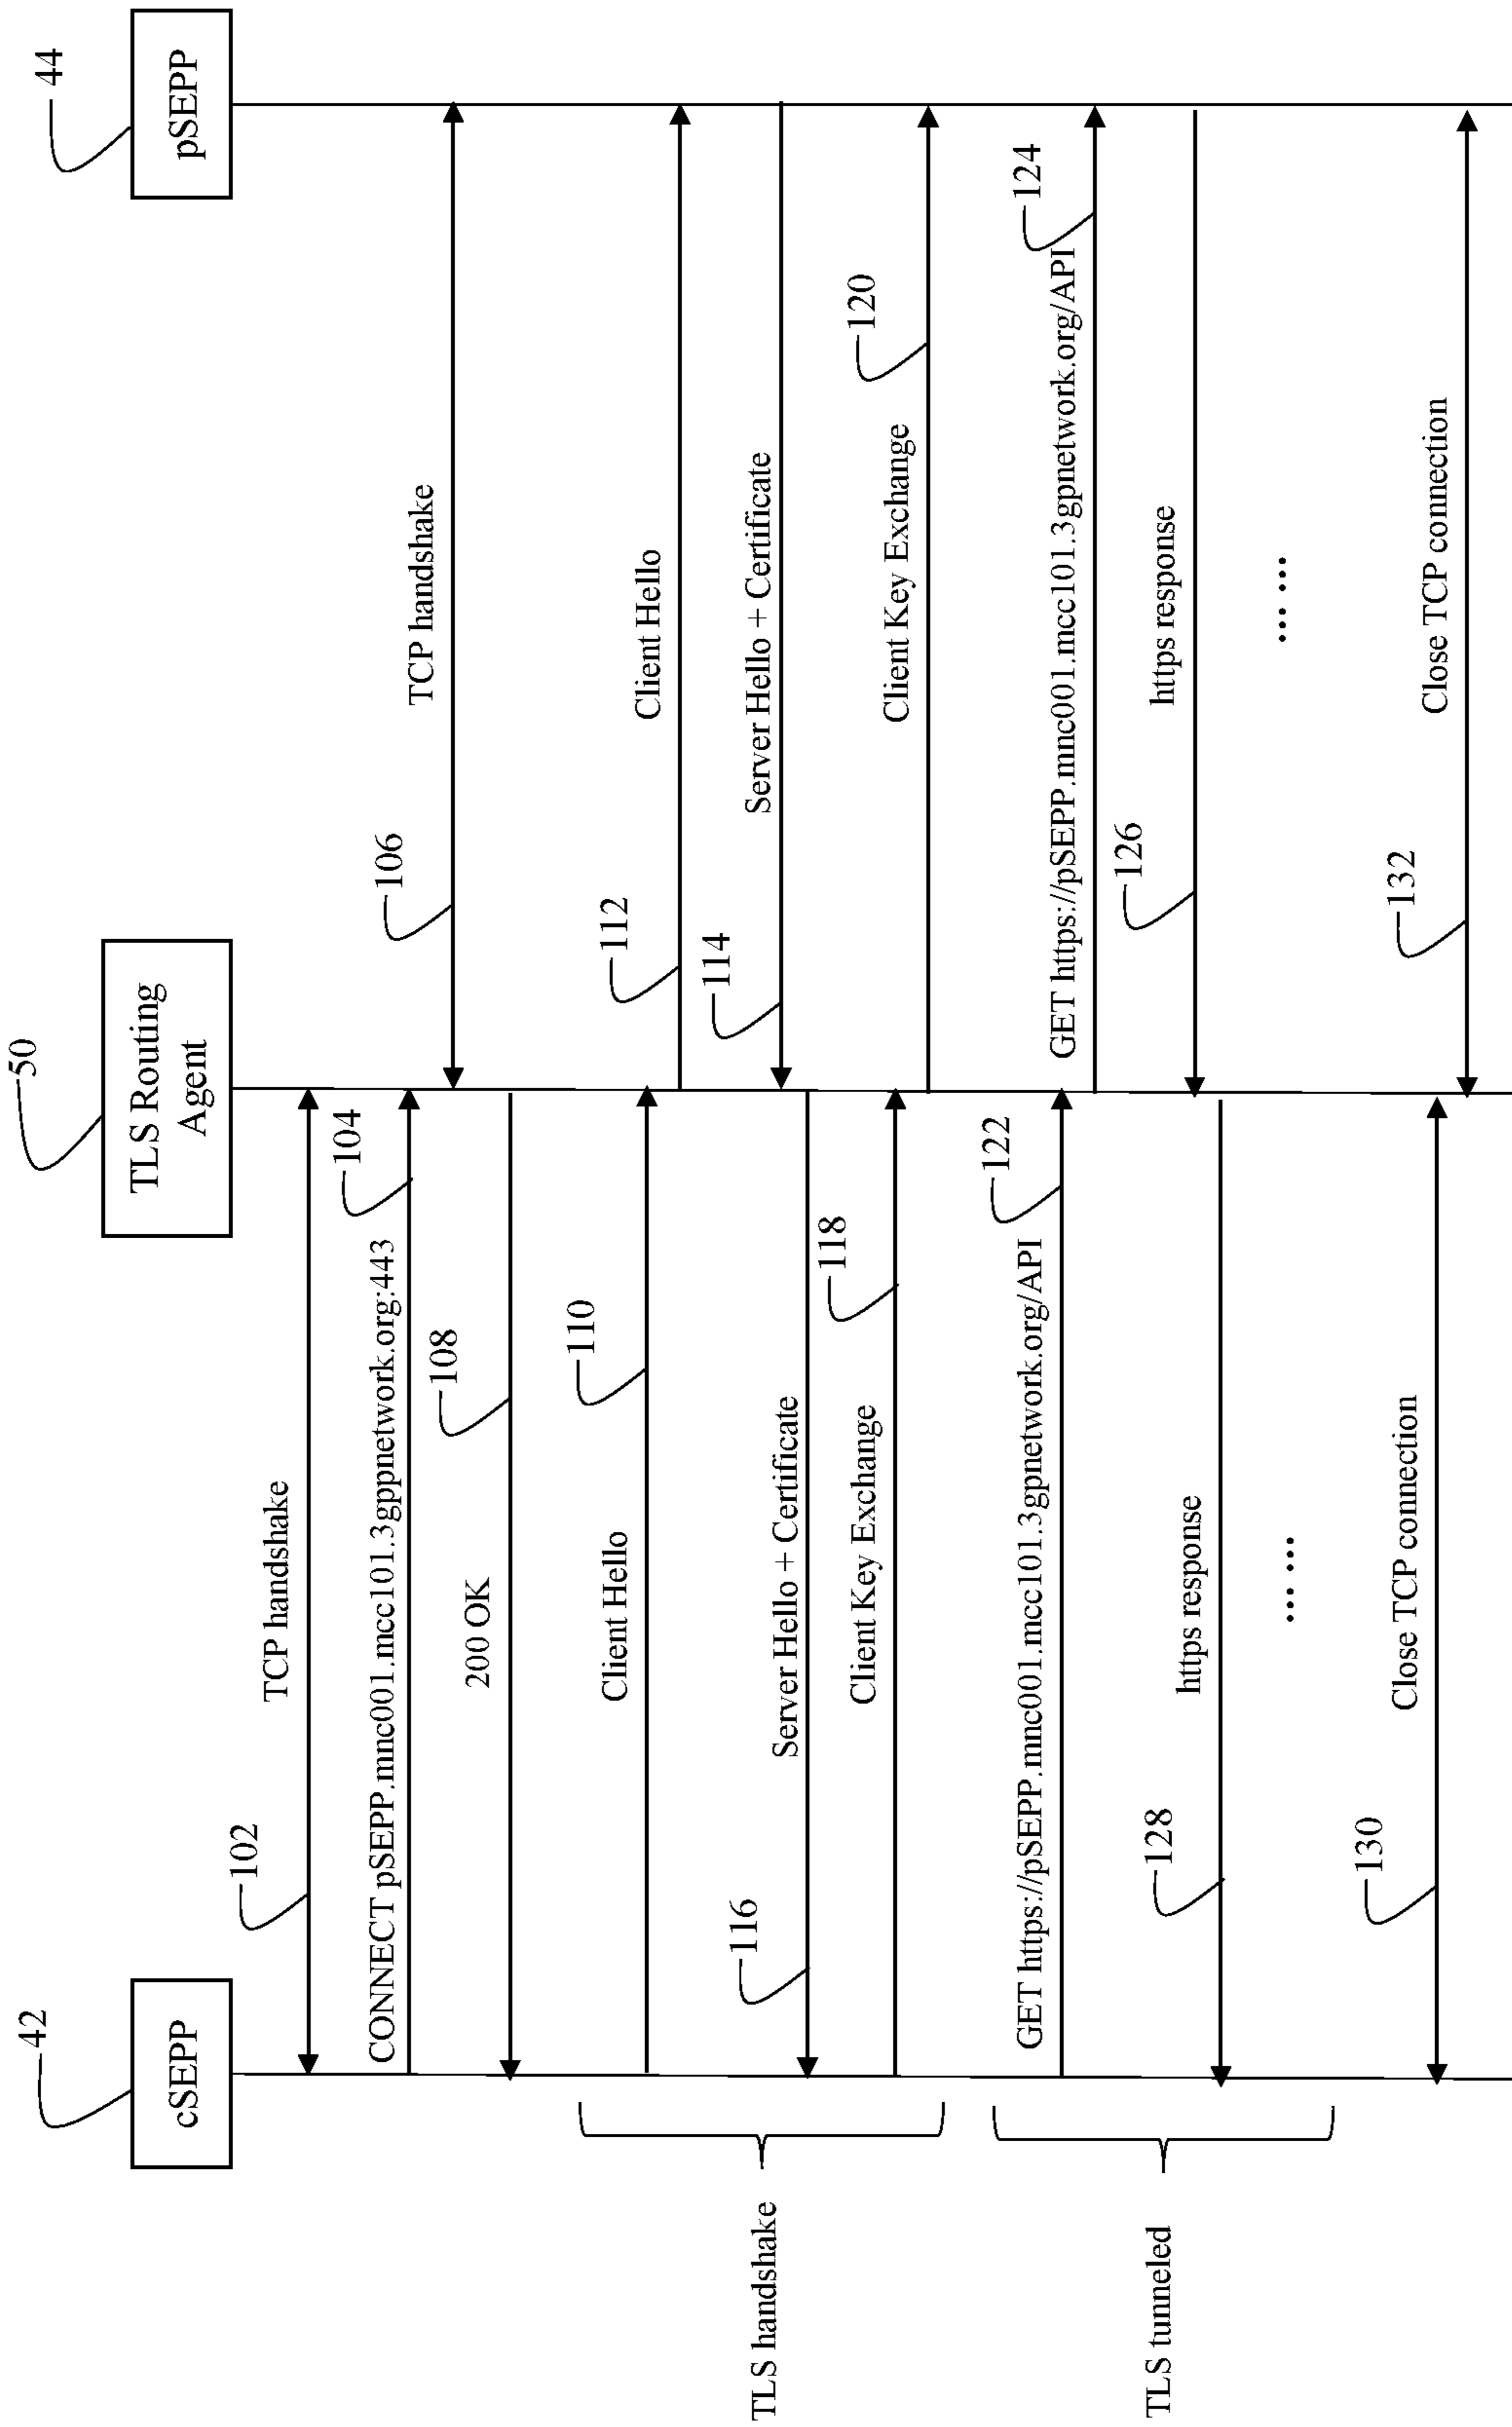 42
cSEPP
50
TLS Routing
Agent
44
pSEPP
102
TCP handshake
CONNECT pSEPP.mnc001.mcc101.3gppnetwork.org:443
104
TCP handshake
106
200 OK
108
Client Hello
110
Client Hello
112
Server Hello + Certificate
114
Server Hello + Certificate
116
Client Key Exchange
118
Client Key Exchange
120
TLS handshake
GET https://pSEPP.mnc001.mcc101.3gpnetwork.org/API
122
GET https://pSEPP.mnc001.mcc101.3gpnetwork.org/API
124
https response
126
https response
128
... ...
... ...
TLS tunneled
Close TCP connection
130
Close TCP connection
132